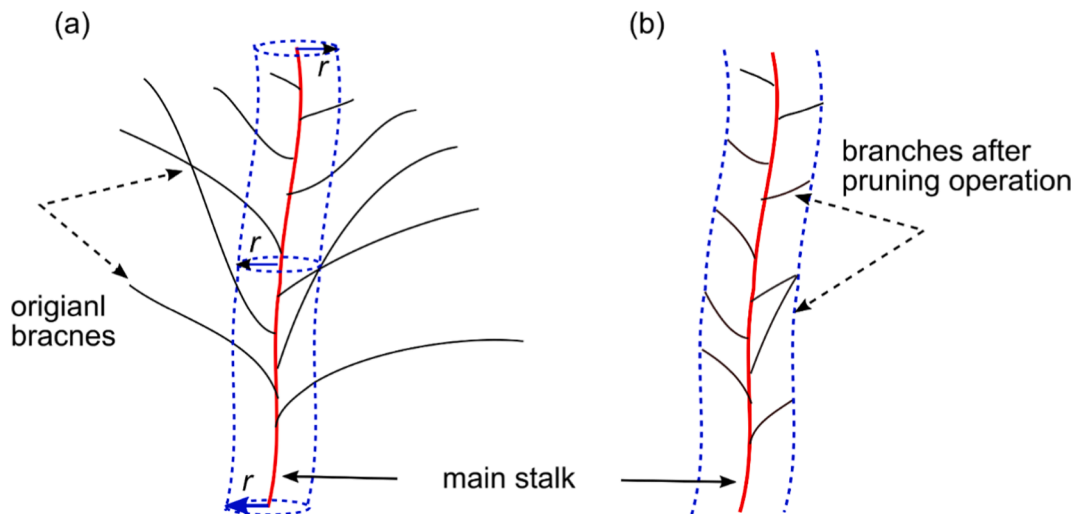 (a)
(b)
r
r
r
origianl
bracnes
branches after
pruning operation
main stalk